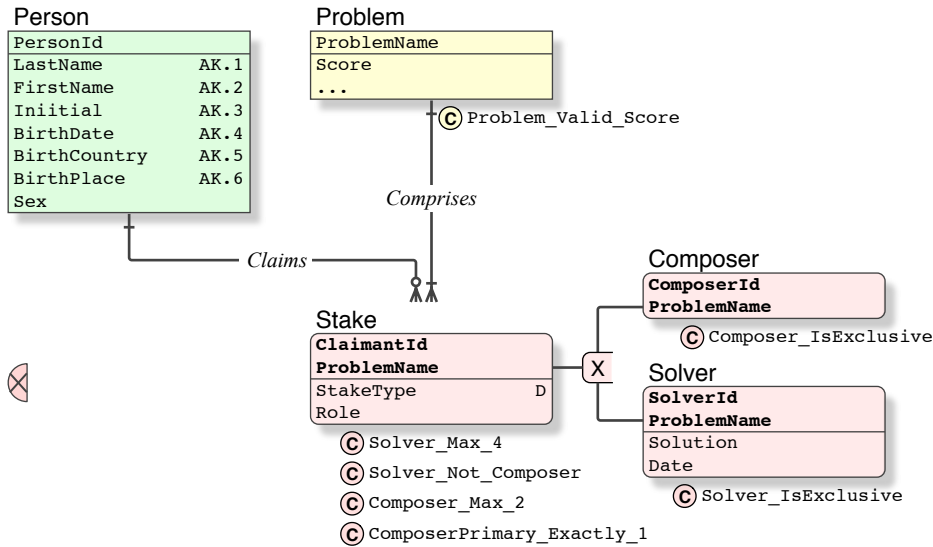 Person
PersonId
LastName AK.1
FirstName AK.2
Iniitial AK.3
BirthDate AK.4
BirthCountry AK.5
BirthPlace AK.6
Sex
Problem
ProblemName
Score
...
C Problem_Valid_Score
Comprises
Claims
Stake
ClaimantId
ProblemName
StakeType D
Role
C Solver_Max_4
C Solver_Not_Composer
C Composer_Max_2
C ComposerPrimary_Exactly_1
X
Composer
ComposerId
ProblemName
C Composer_IsExclusive
Solver
SolverId
ProblemName
Solution
Date
C Solver_IsExclusive